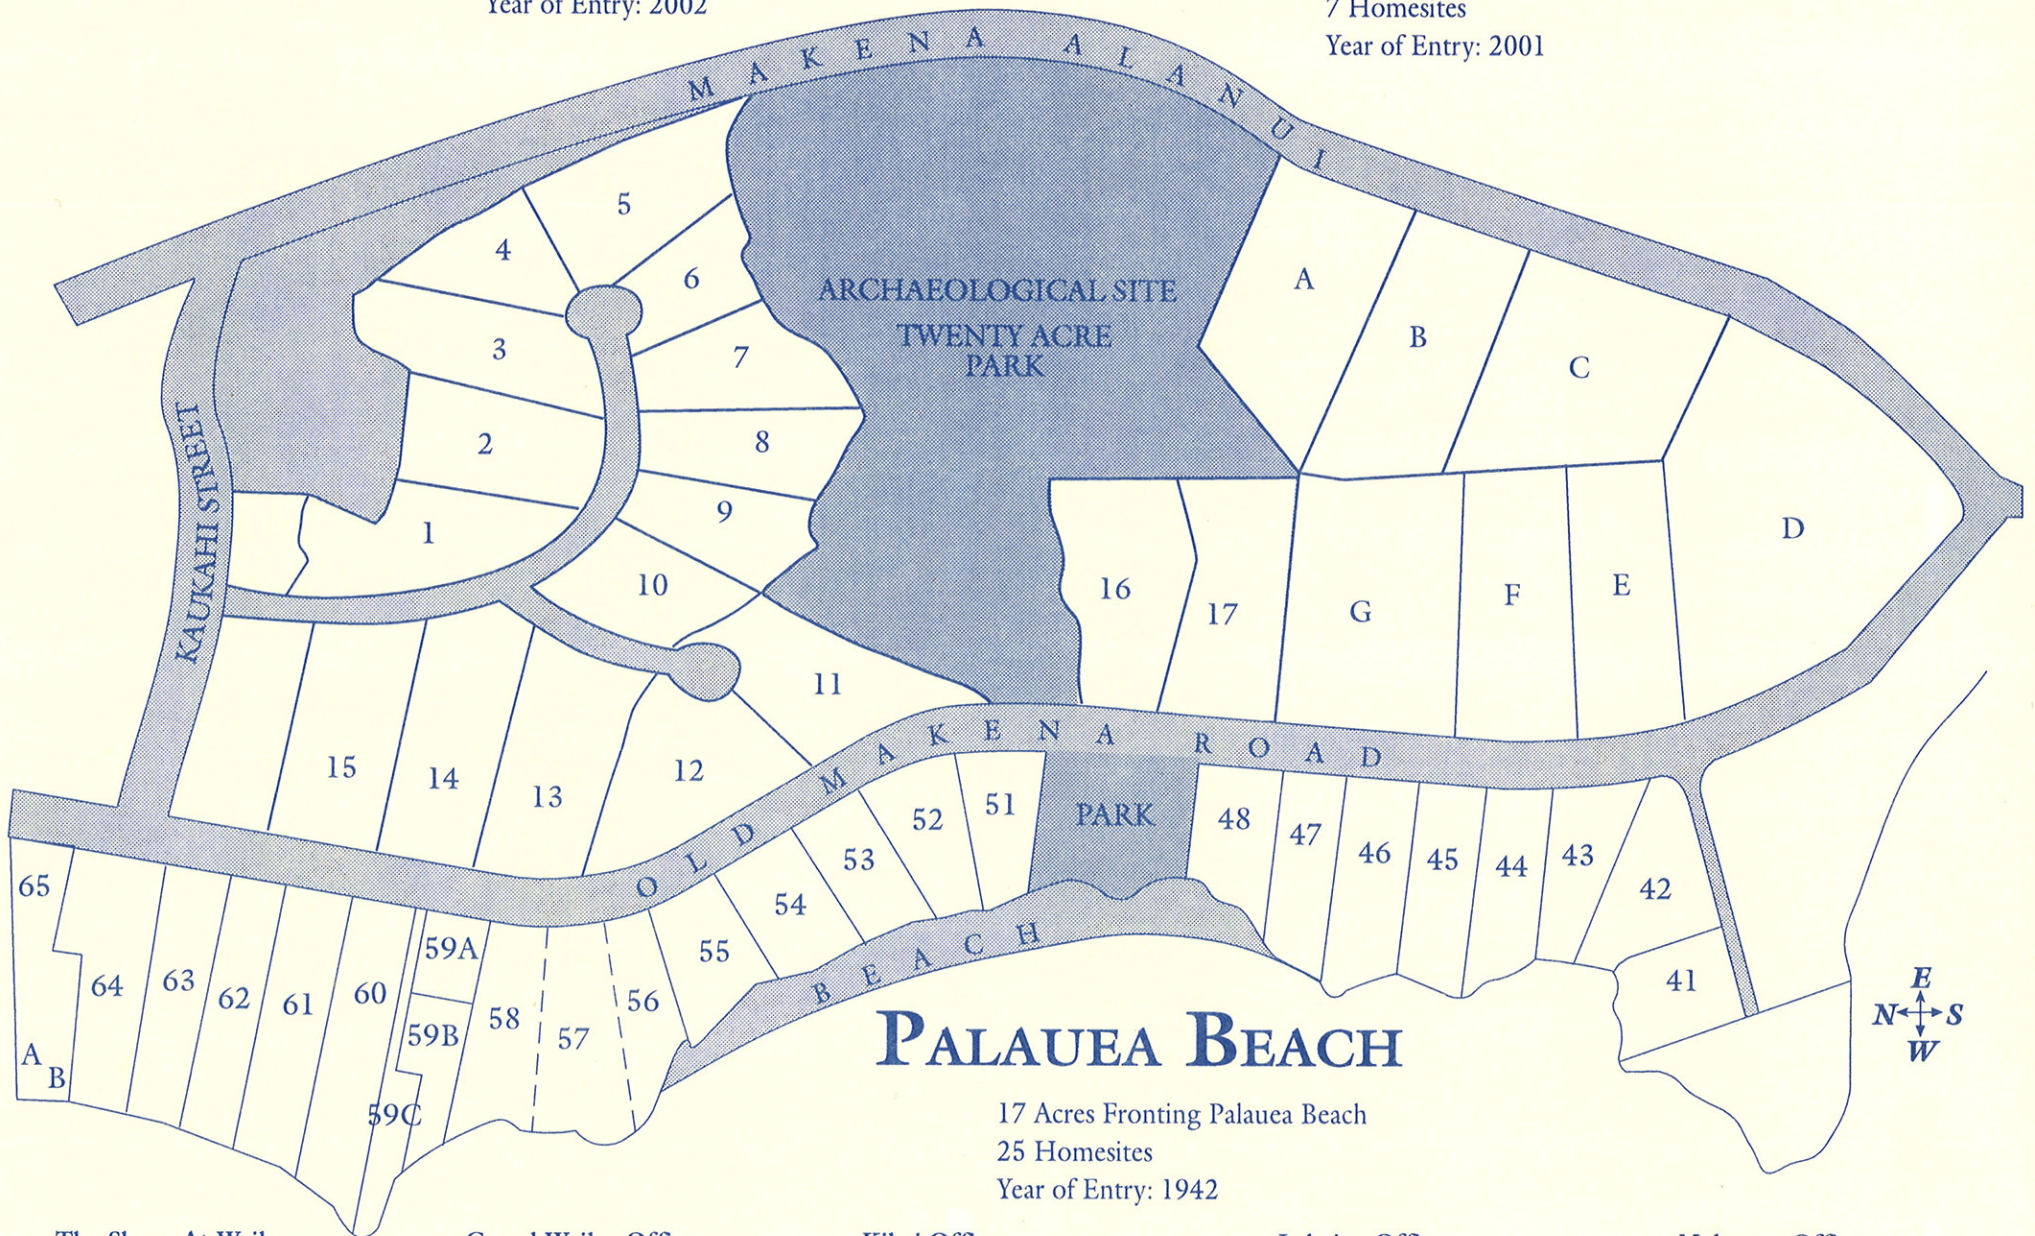 Year of Entry: 2002
7 Homesites
Year of Entry: 2001
MAKENA ALANUI
5
4
6
A
ARCHAEOLOGICAL SITE
TWENTY ACRE
PARK
B
3
7
C
2
8
KAUKAHI STREET
1
9
D
10
16
17
G
F
E
11
15
14
13
12
OLD MAKENA ROAD
52
51
PARK
48
47
46
45
44
43
42
53
54
55
65
64
63
62
61
60
59A
59B
59C
58
57
56
BEACH
41
A
B
PALAUEA BEACH
17 Acres Fronting Palauea Beach
25 Homesites
Year of Entry: 1942
E
N S
W